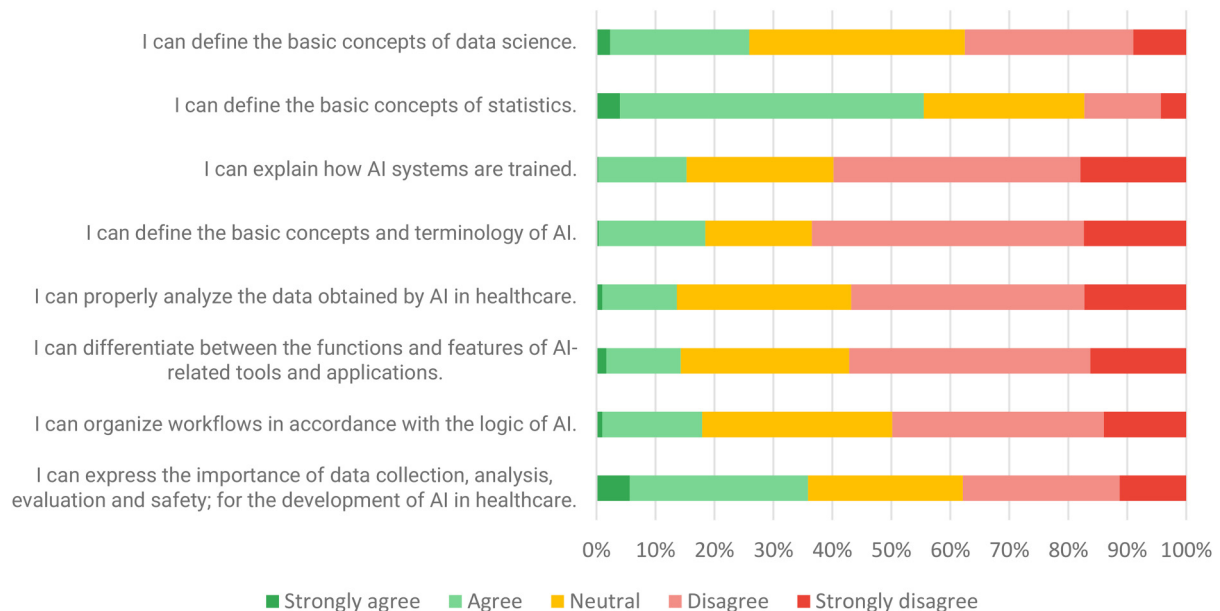 I can define the basic concepts of data science.
I can define the basic concepts of statistics.
I can explain how AI systems are trained.
I can define the basic concepts and terminology of AI.
I can properly analyze the data obtained by AI in healthcare.
I can differentiate between the functions and features of AI-
related tools and applications.
I can organize workflows in accordance with the logic of AI.
I can express the importance of data collection, analysis,
evaluation and safety; for the development of AI in healthcare.
0% 10% 20% 30% 40% 50% 60% 70% 80% 90% 100%
Strongly agree Agree Neutral Disagree Strongly disagree